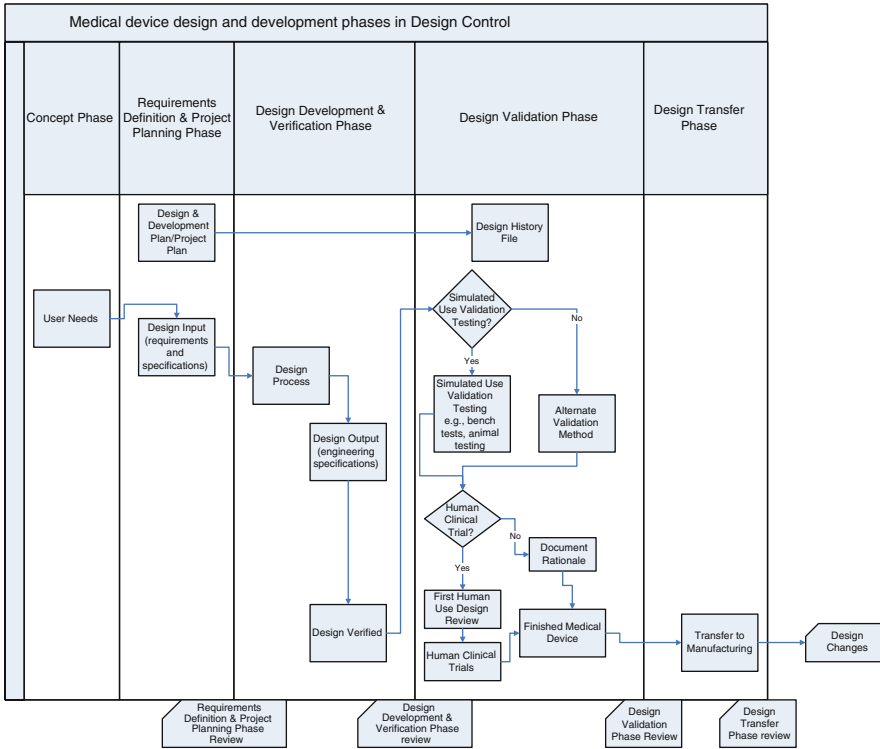 Medical device design and development phases in Design Control
Concept Phase
Requirements
Definition & Project
Planning Phase
Design Development &
Verification Phase
Design Validation Phase
Design Transfer
Phase
Design &
Development
Plan/Project
Plan
Design History
File
User Needs
Design Input
(requirements
and
specifications)
Design
Process
Design Output
(engineering
specifications)
Design Verified
Simulated
Use Validation
Testing?
No
Yes
Simulated Use
Validation
Testing
e.g., bench
tests, animal
testing
Alternate
Validation
Method
Human
Clinical
Trial?
No
Document
Rationale
Yes
First Human
Use Design
Review
Human Clinical
Trials
Finished Medical
Device
Transfer to
Manufacturing
Design
Changes
Requirements
Definition & Project
Planning Phase
Review
Design
Development &
Verification Phase
review
Design
Validation
Phase Review
Design
Transfer
Phase review